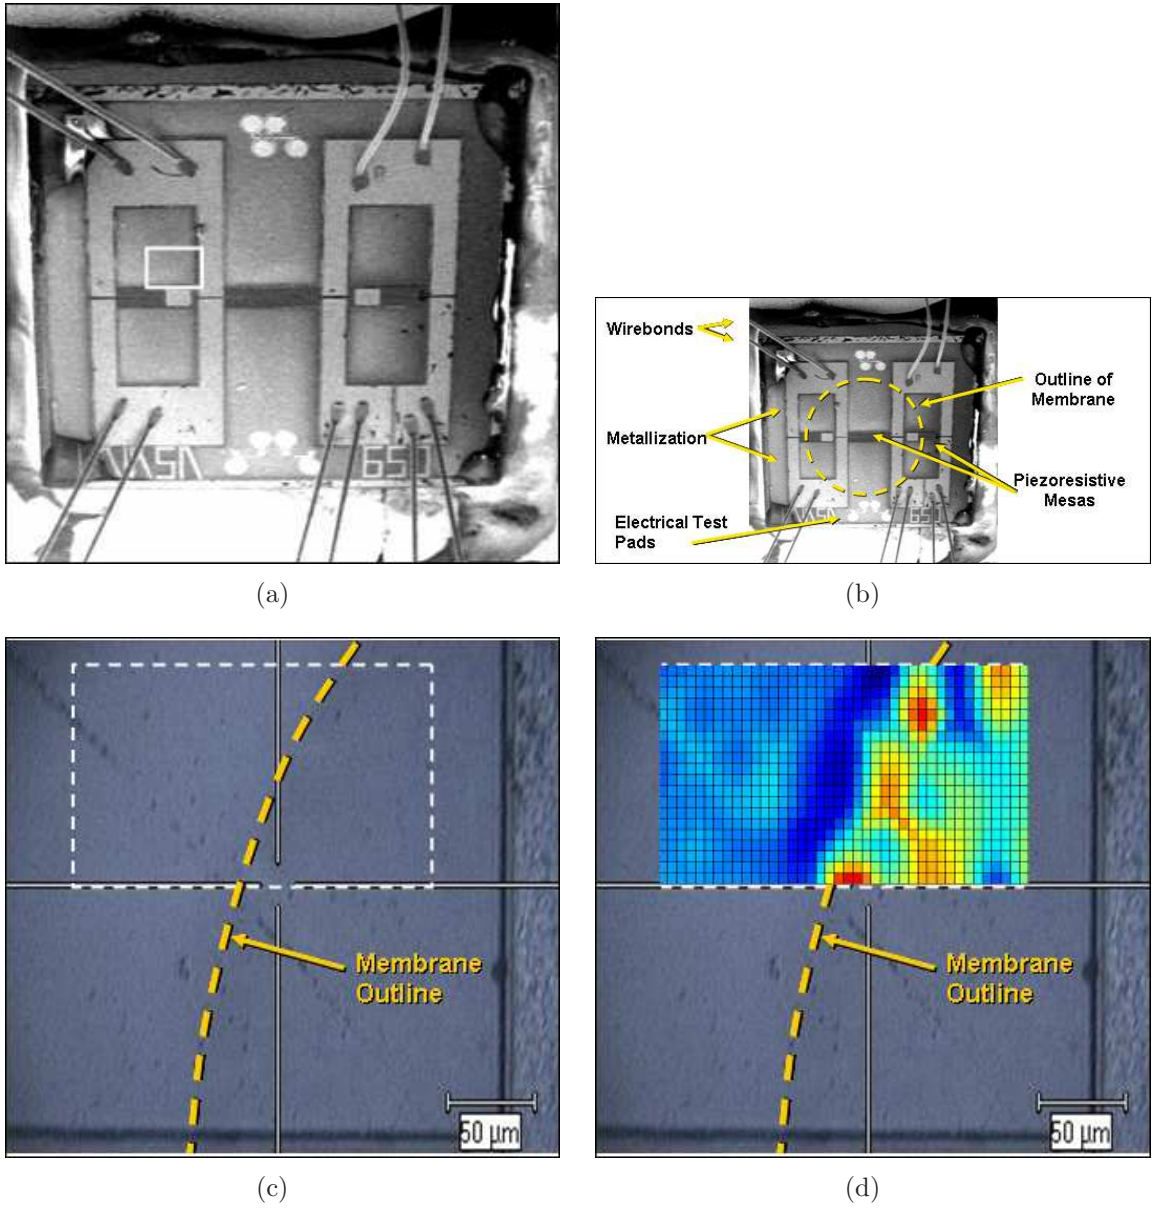 (a)
Wirebonds
Outline of
Membrane
Metallization
Piezoresistive
Mesas
Electrical Test
Pads
(b)
Membrane
Outline
50 µm
(c)
Membrane
Outline
50 µm
(d)